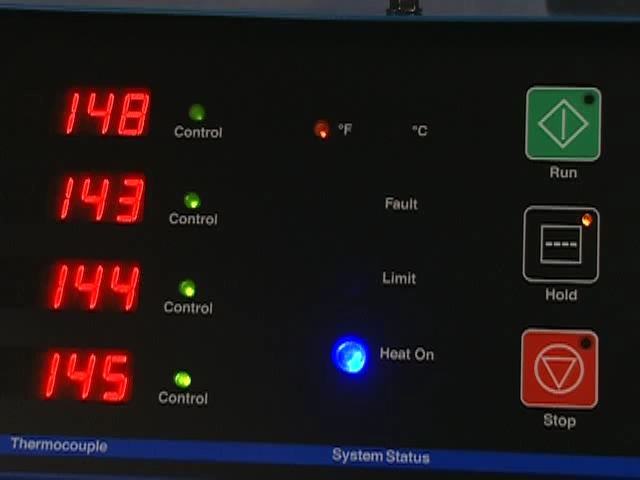 148 Control °F °C Run
143 Control Fault
144 Control Limit Hold
145 Control Heat On Stop
Thermocouple System Status